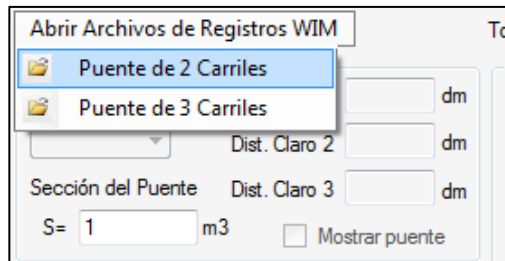 Abrir Archivos de Registros WIM To
Puente de 2 Carriles
dm
Puente de 3 Carriles
Dist. Claro 2 dm
Sección del Puente Dist. Claro 3 dm
S= 1 m3 Mostrar puente